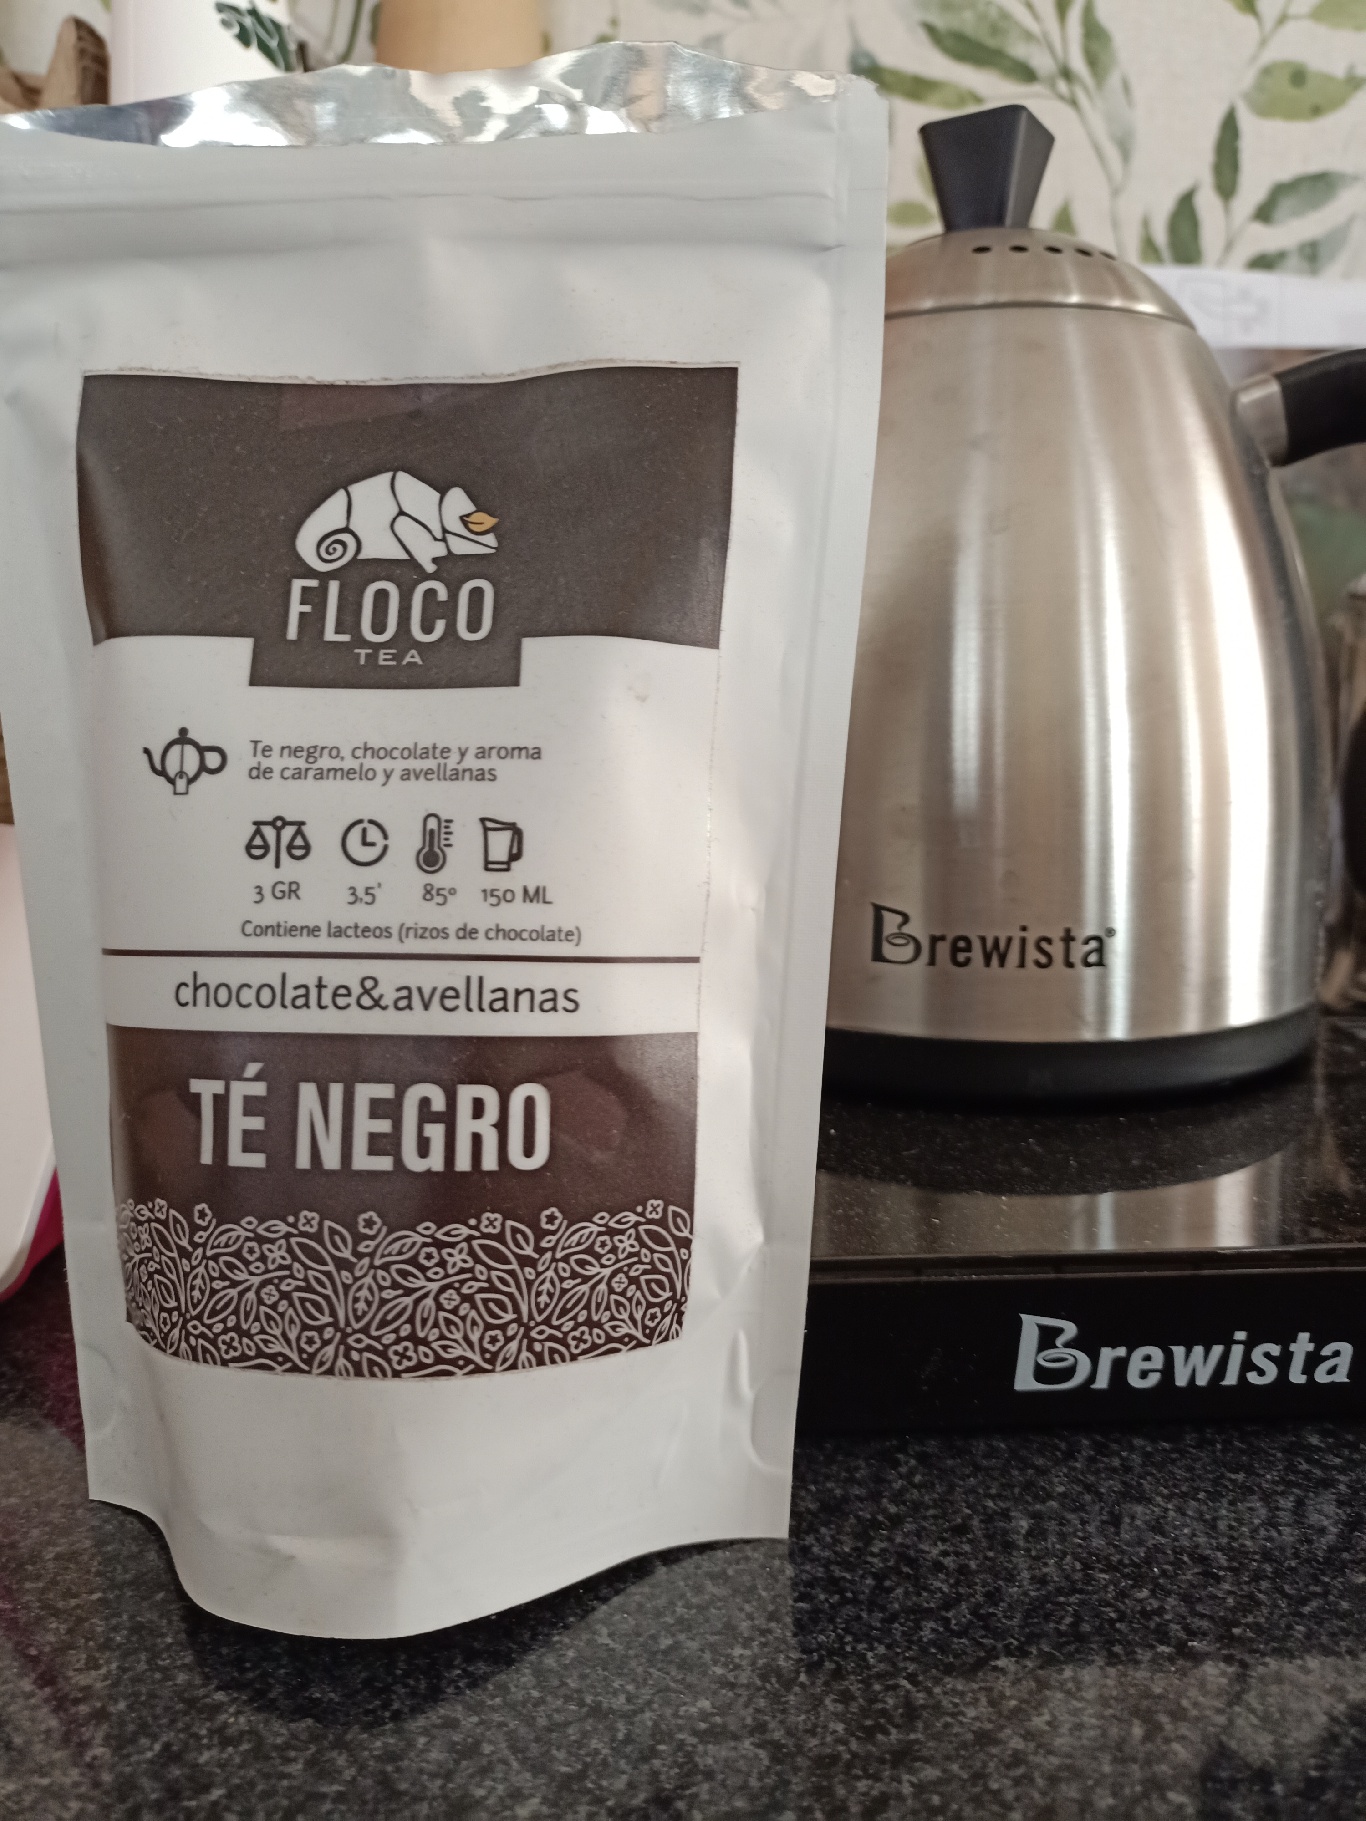 FLOCO
TEA
Te negro, chocolate y aroma
de caramelo y avellanas
3 GR 3,5' 85º 150 ML
Contiene lacteos (rizos de chocolate)
chocolate&avellanas
TÉ NEGRO
Brewista®
Brewista